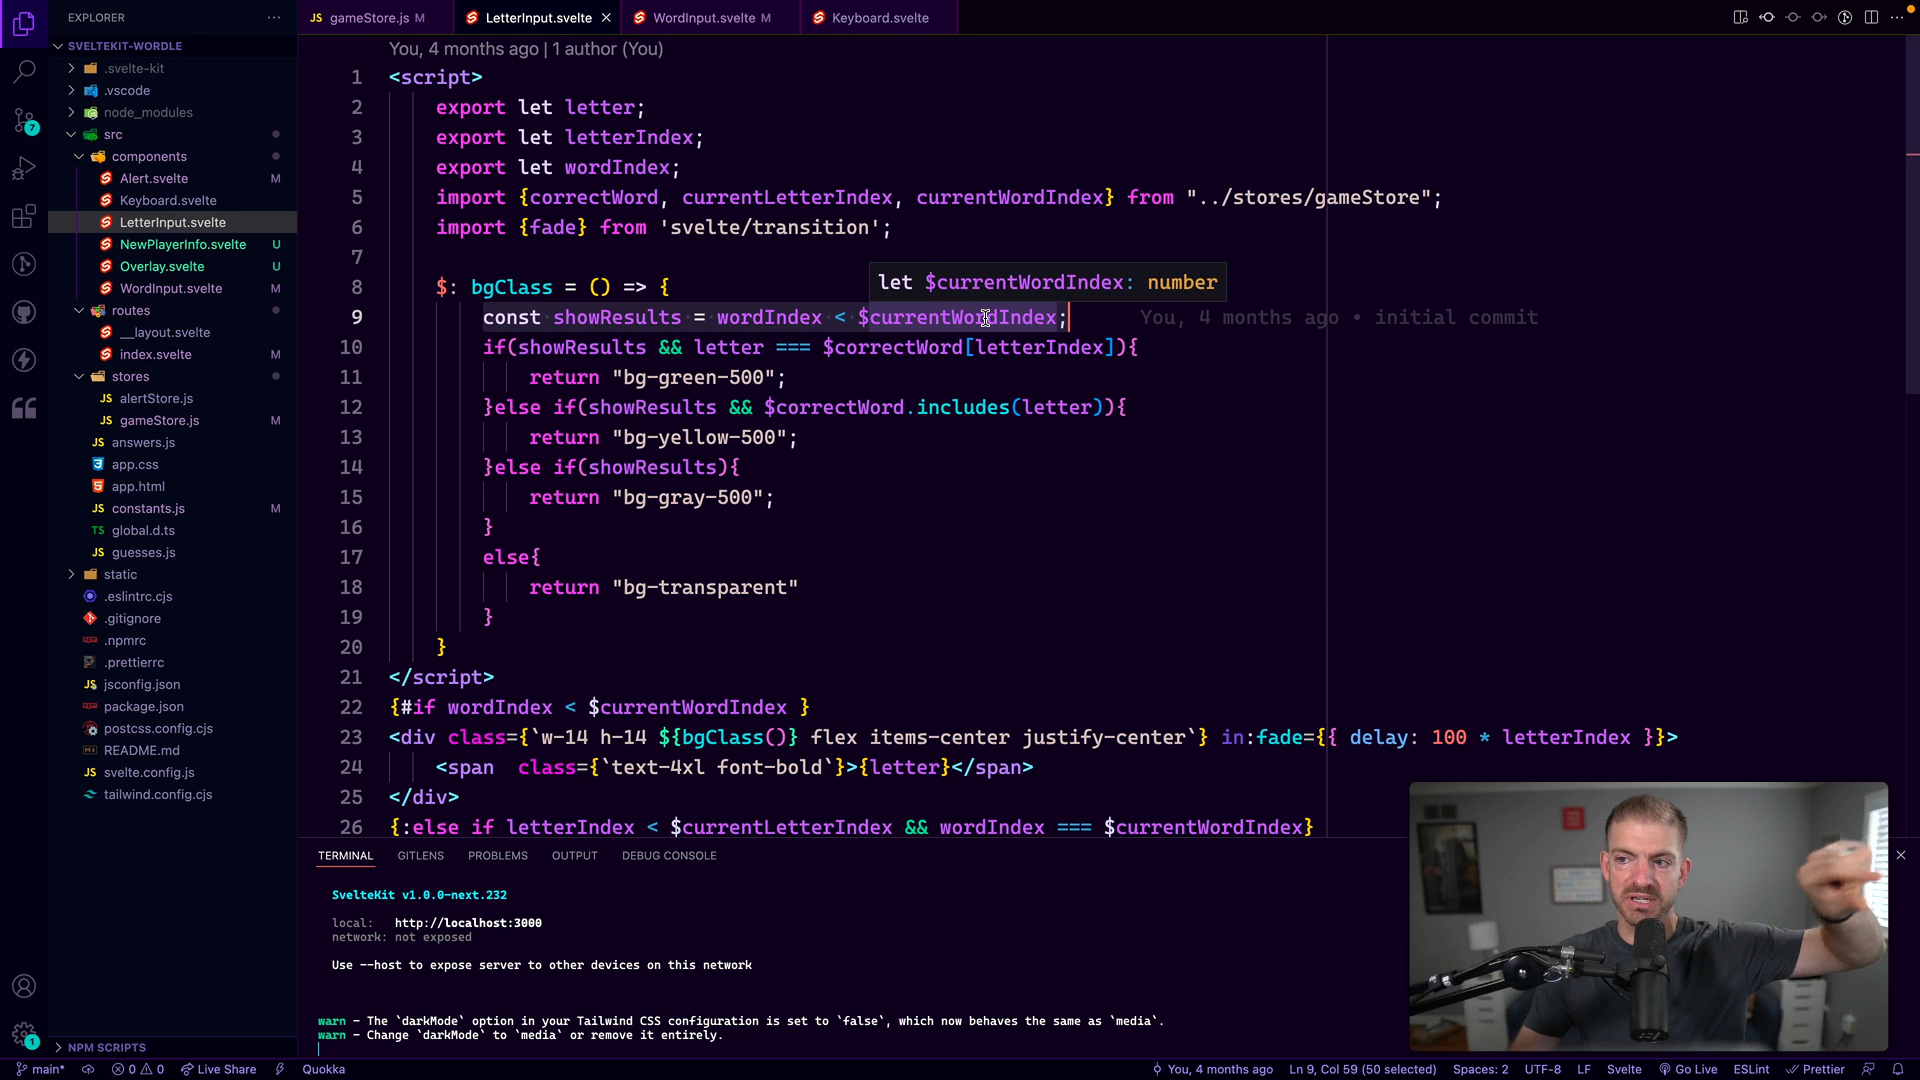 EXPLORER
SVELTEKIT-WORDLE
.svelte-kit
.vscode
node_modules
src
components
Alert.svelte M
Keyboard.svelte
LetterInput.svelte
NewPlayerInfo.svelte U
Overlay.svelte U
WordInput.svelte M
routes
__layout.svelte
index.svelte M
stores
alertStore.js
gameStore.js M
answers.js
app.css
app.html
constants.js M
global.d.ts
guesses.js
static
.eslintrc.cjs
.gitignore
.npmrc
.prettierrc
jsconfig.json
package.json
postcss.config.cjs
README.md
svelte.config.js
tailwind.config.cjs
NPM SCRIPTS
gameStore.js M LetterInput.svelte WordInput.svelte M Keyboard.svelte
You, 4 months ago | 1 author (You)
1 <script>
2 export let letter;
3 export let letterIndex;
4 export let wordIndex;
5 import {correctWord, currentLetterIndex, currentWordIndex} from "../stores/gameStore";
6 import {fade} from 'svelte/transition';
7
let $currentWordIndex: number
8 $: bgClass = () => {
9 const showResults = wordIndex < $currentWordIndex; You, 4 months ago • initial commit
10 if(showResults && letter === $correctWord[letterIndex]){
11 return "bg-green-500";
12 }else if(showResults && $correctWord.includes(letter)){
13 return "bg-yellow-500";
14 }else if(showResults){
15 return "bg-gray-500";
16 }
17 else{
18 return "bg-transparent"
19 }
20 }
21 </script>
22 {#if wordIndex < $currentWordIndex }
23 <div class={`w-14 h-14 ${bgClass()} flex items-center justify-center`} in:fade={{ delay: 100 * letterIndex }}>
24 <span class={`text-4xl font-bold`}>{letter}</span>
25 </div>
26 {:else if letterIndex < $currentLetterIndex && wordIndex === $currentWordIndex}
TERMINAL GITLENS PROBLEMS OUTPUT DEBUG CONSOLE
SvelteKit v1.0.0-next.232
local: http://localhost:3000
network: not exposed
Use --host to expose server to other devices on this network
warn - The `darkMode` option in your Tailwind CSS configuration is set to `false`, which now behaves the same as `media`.
warn - Change `darkMode` to `media` or remove it entirely.
7
1
main* 0 0 Live Share Quokka You, 4 months ago Ln 9, Col 59 (50 selected) Spaces: 2 UTF-8 LF Svelte Go Live ESLint Prettier